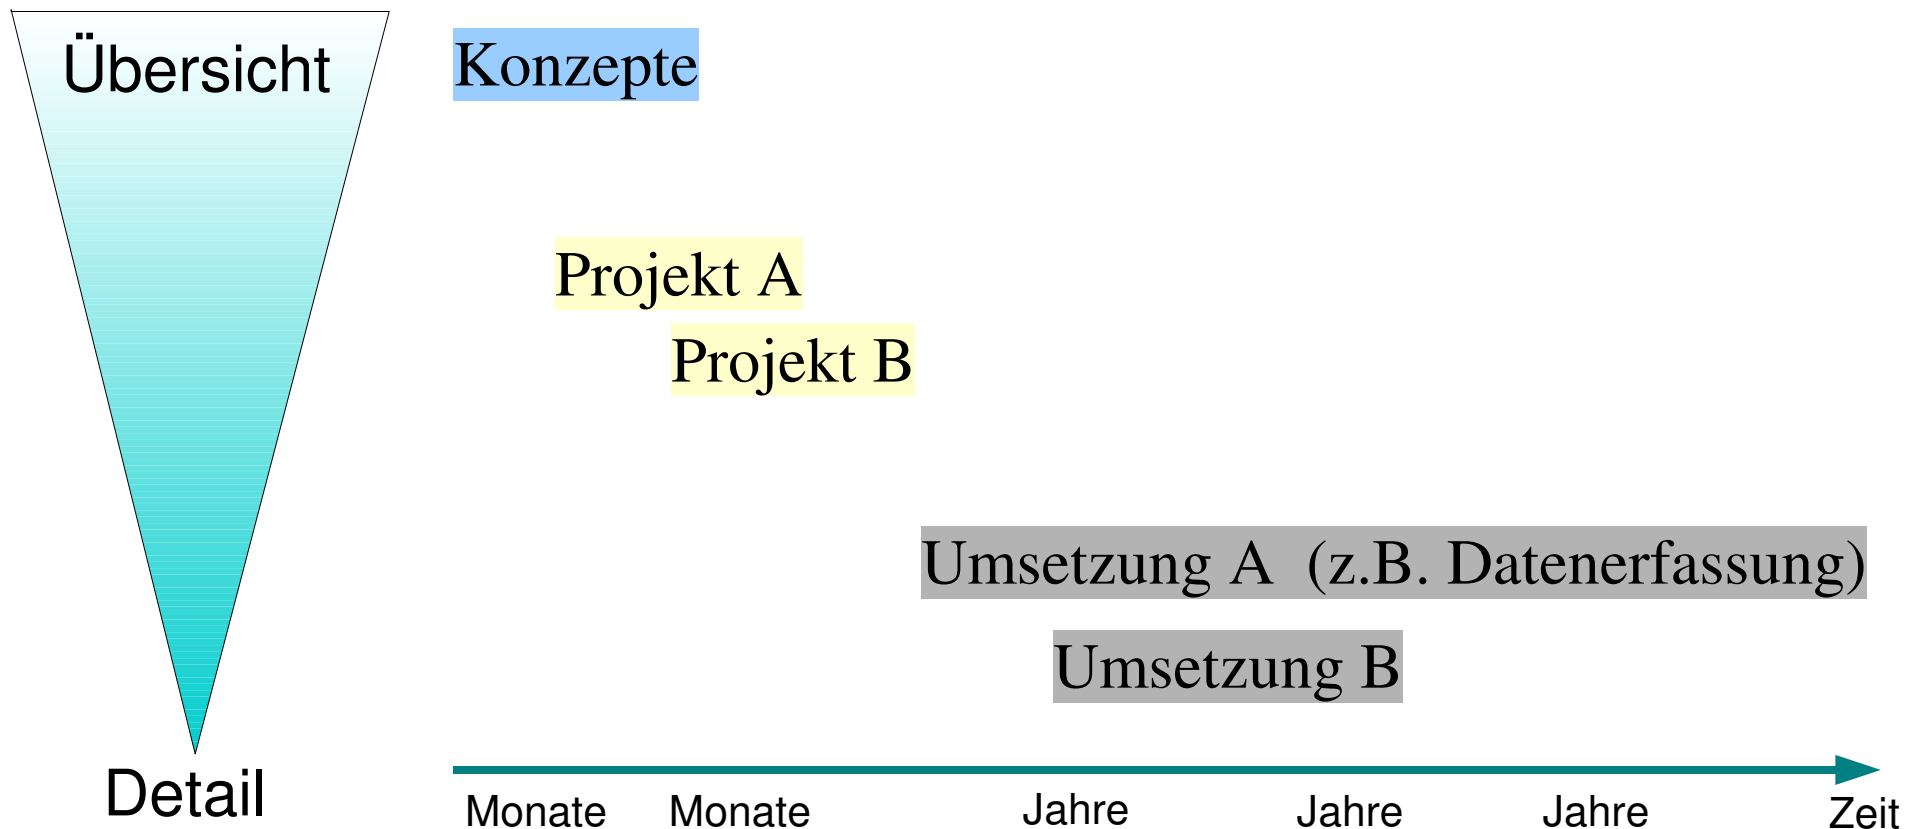 Übersicht
Konzepte
Projekt A
Projekt B
Umsetzung A (z.B. Datenerfassung)
Umsetzung B
Detail
Monate Monate Jahre Jahre Jahre Zeit